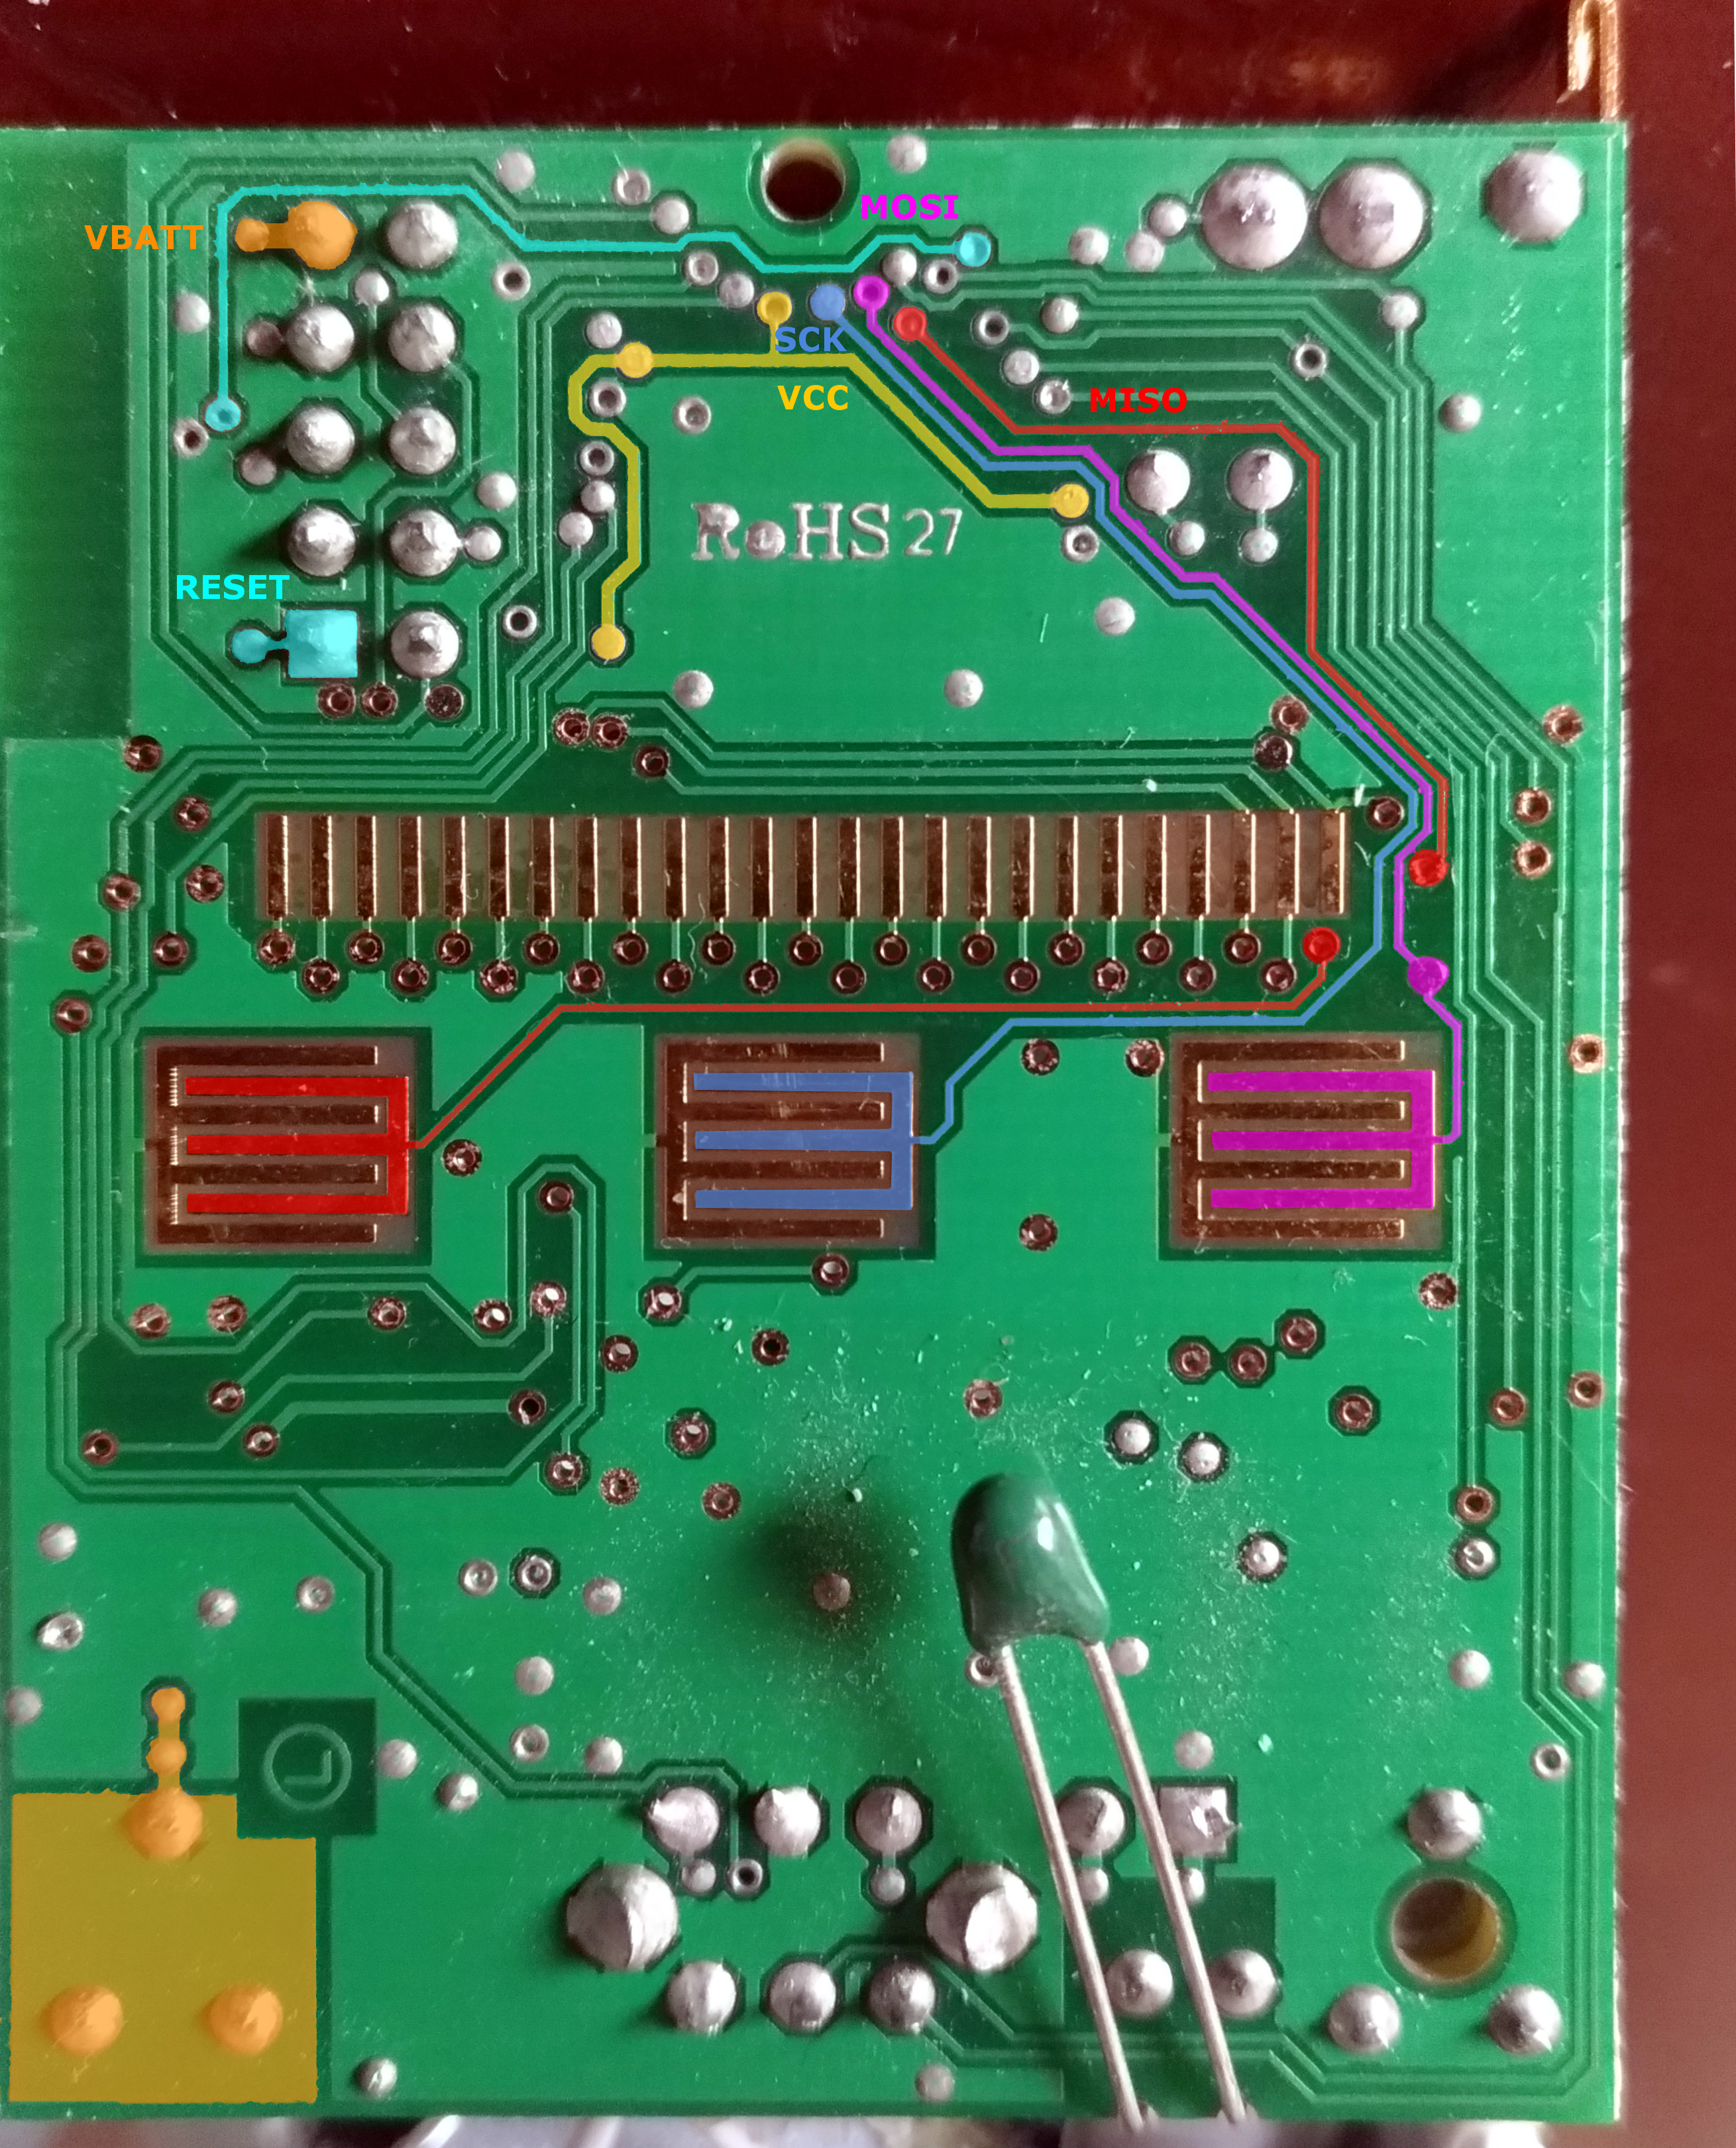 MOSI
VBATT
SCK
VCC
MISO
RoHS 27
RESET
L